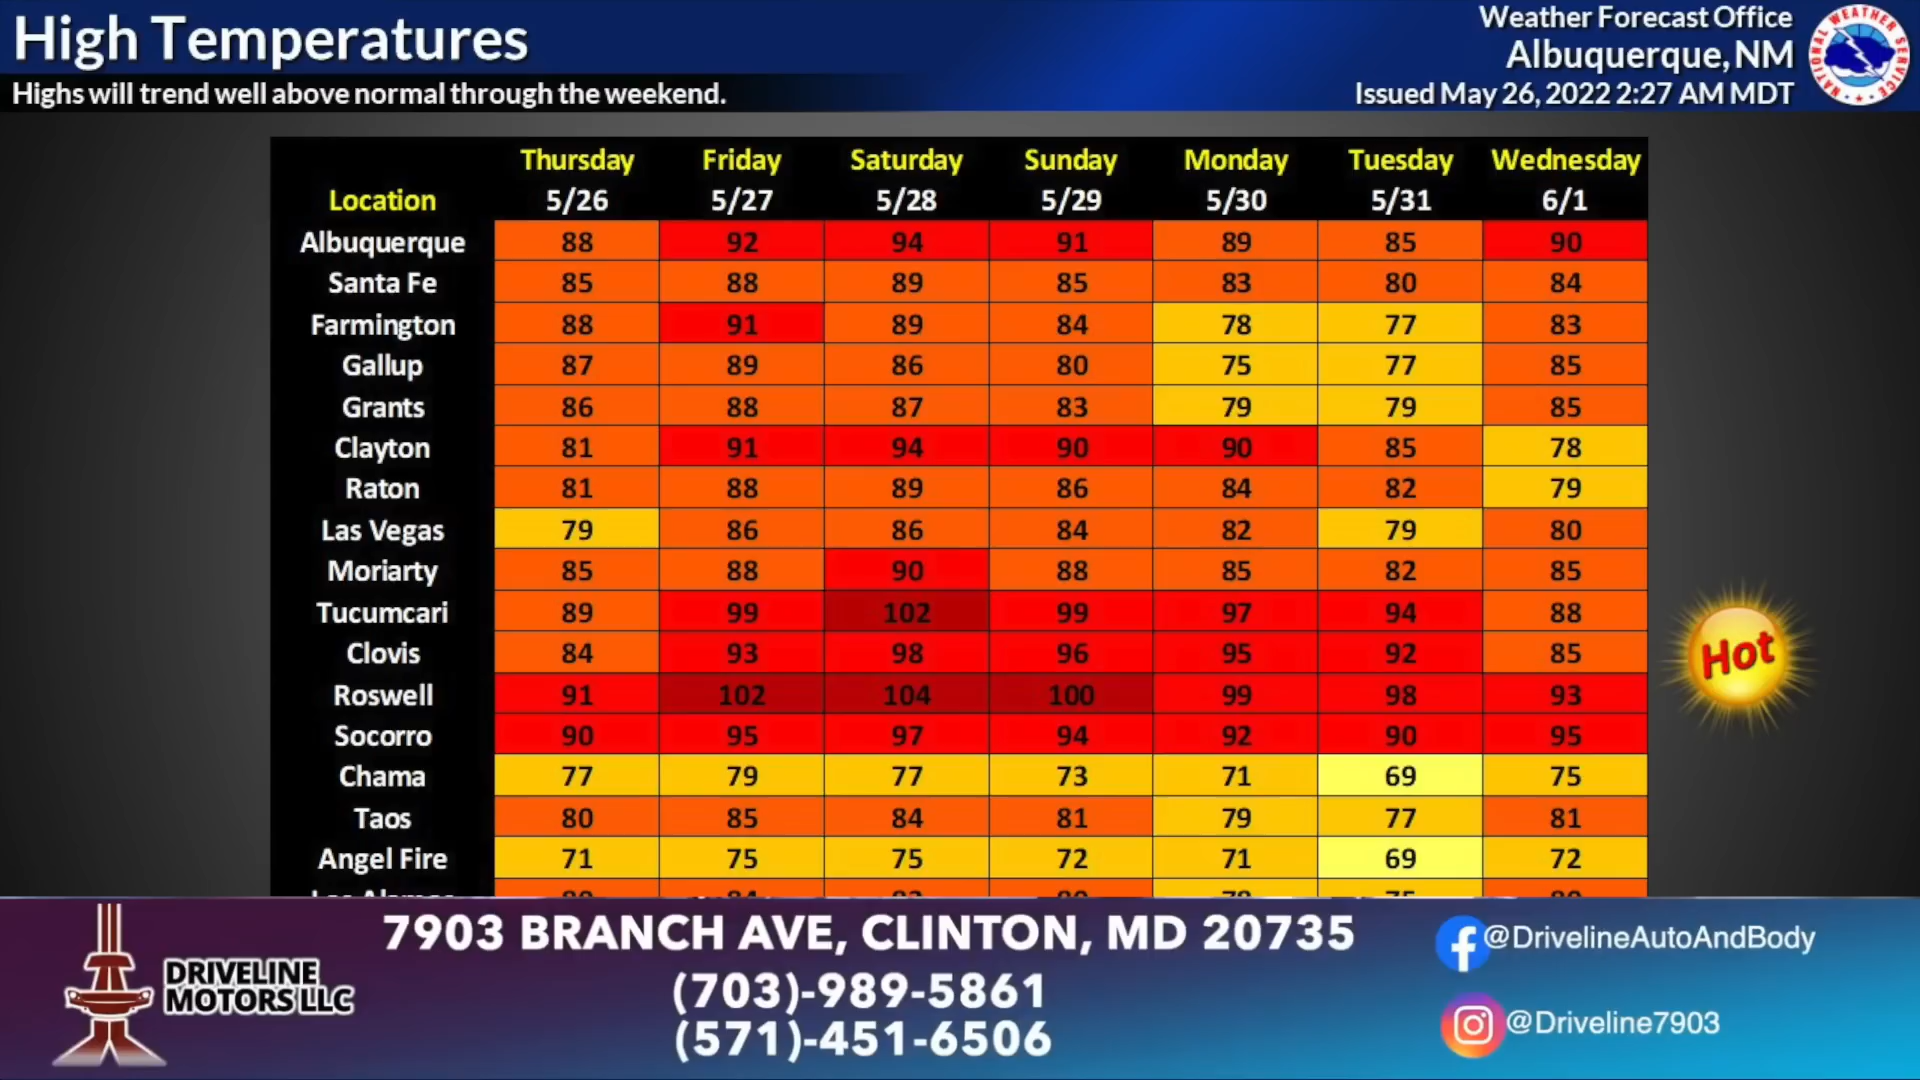 High Temperatures
Highs will trend well above normal through the weekend.
Weather Forecast Office
Albuquerque, NM
Issued May 26, 2022 2:27 AM MDT
NATIONAL WEATHER SERVICE
Thursday Friday Saturday Sunday Monday Tuesday Wednesday
Location 5/26 5/27 5/28 5/29 5/30 5/31 6/1
Albuquerque 88 92 94 91 89 85 90
Santa Fe 85 88 89 85 83 80 84
Farmington 88 91 89 84 78 77 83
Gallup 87 89 86 80 75 77 85
Grants 86 88 87 83 79 79 85
Clayton 81 91 94 90 90 85 78
Raton 81 88 89 86 84 82 79
Las Vegas 79 86 86 84 82 79 80
Moriarty 85 88 90 88 85 82 85
Tucumcari 89 99 102 99 97 94 88
Clovis 84 93 98 96 95 92 85
Roswell 91 102 104 100 99 98 93
Socorro 90 95 97 94 92 90 95
Chama 77 79 77 73 71 69 75
Taos 80 85 84 81 79 77 81
Angel Fire 71 75 75 72 71 69 72
Hot
DRIVELINE
MOTORS LLC
7903 BRANCH AVE, CLINTON, MD 20735
(703)-989-5861
(571)-451-6506
@DrivelineAutoAndBody
@Driveline7903